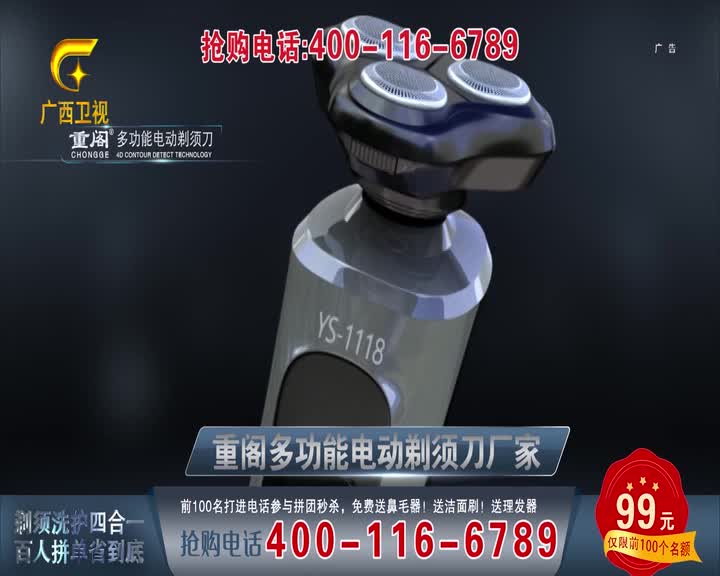 抢购电话:400-116-6789
广告
广西卫视
重阁® 多功能电动剃须刀
CHONGGE 4D CONTOUR DETECT TECHNOLOGY
YS-1118
重阁多功能电动剃须刀厂家
剃须洗护四合一
百人拼单省到底
前100名打进电话参与拼团秒杀，免费送鼻毛器！送洁面刷！送理发器
抢购电话400-116-6789
99元
仅限前100个名额